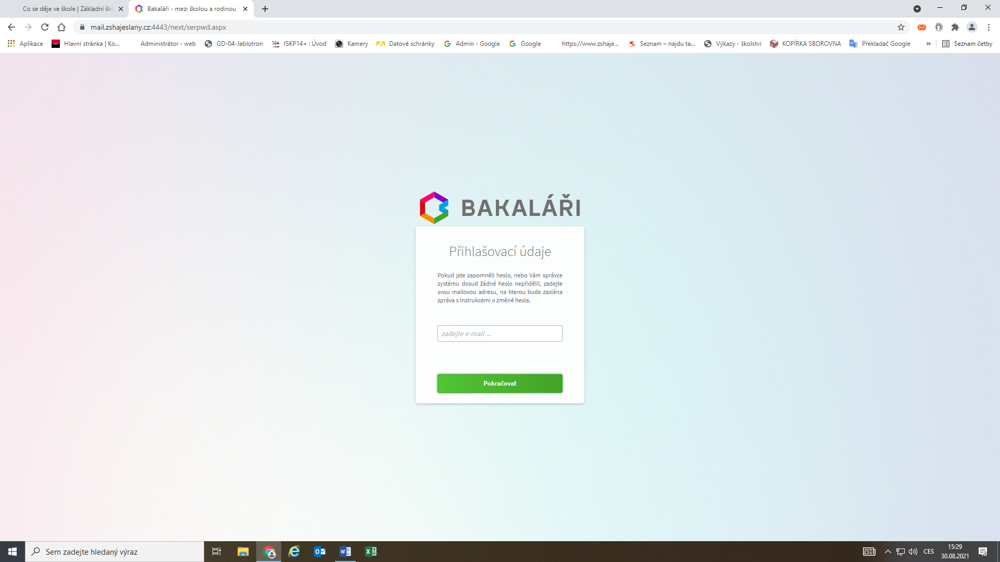 Co se děje ve škole | Základní ško
Bakaláři - mezi školou a rodinou
mail.zshajeslany.cz:4443/next/serpwd.aspx
Aplikace
Hlavní stránka | Ko...
Administrátor - web
GD-04-Jablotron
ISKP14+ : Úvod
Kamery
Datové schránky
Admin - Google
Google
https://www.zshaje...
Seznam – najdu ta...
Výkazy - školství
KOPÍRKA SBOROVNA
Překladač Google
»
Seznam četby
BAKALÁŘI
Přihlašovací údaje
Pokud jste zapomněli heslo, nebo Vám správce
systému dosud žádné heslo nepřidělil, zadejte
svou mailovou adresu, na kterou bude zaslána
zpráva s instrukcemi o změně hesla.
zadejte e-mail ...
Pokračovat
Sem zadejte hledaný výraz
CES
15:29
30.08.2021